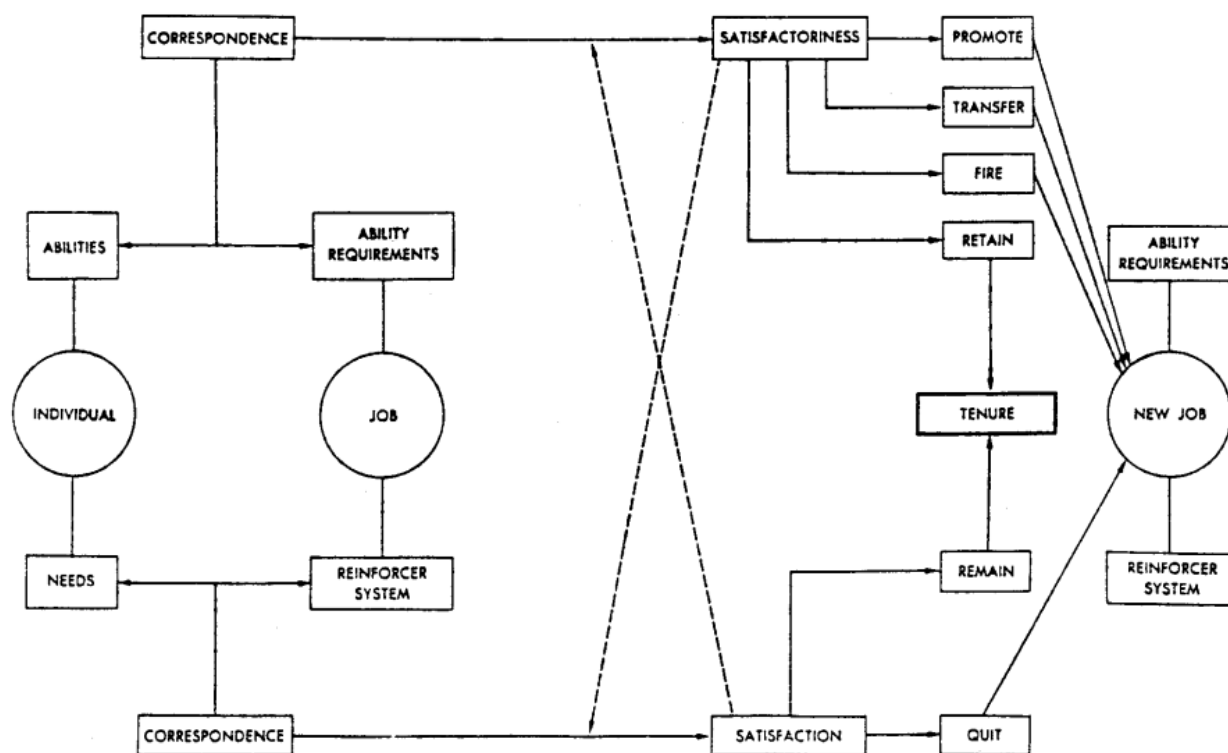 CORRESPONDENCE
SATISFACTORINESS
PROMOTE
TRANSFER
FIRE
RETAIN
ABILITIES
ABILITY
REQUIREMENTS
ABILITY
REQUIREMENTS
INDIVIDUAL
JOB
TENURE
NEW JOB
NEEDS
REINFORCER
SYSTEM
REMAIN
REINFORCER
SYSTEM
CORRESPONDENCE
SATISFACTION
QUIT